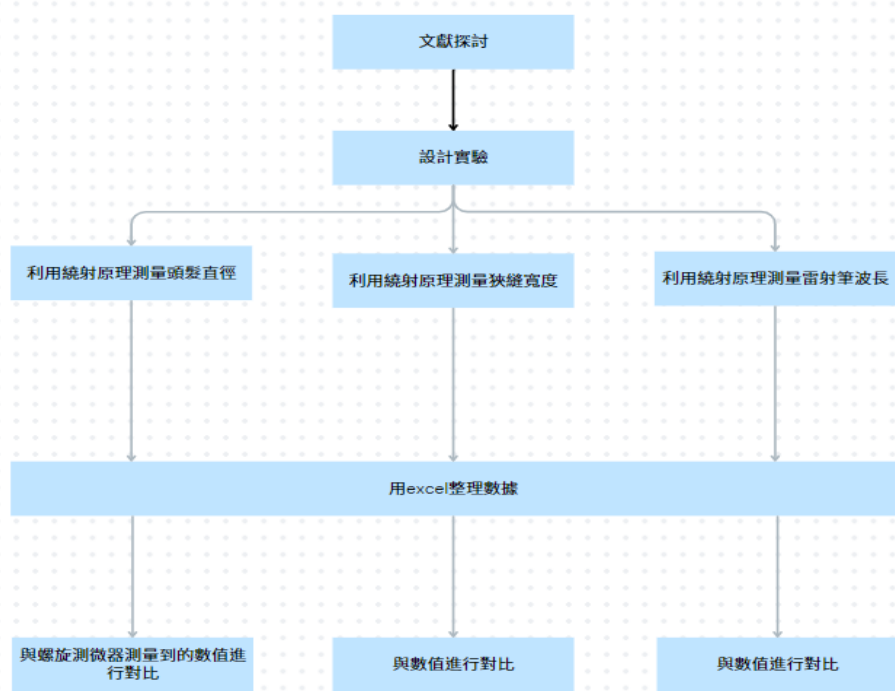 文獻探討
設計實驗
利用繞射原理測量頭髮直徑
利用繞射原理測量狹縫寬度
利用繞射原理測量雷射筆波長
用excel整理數據
與螺旋測微器測量到的數值進
行對比
與數值進行對比
與數值進行對比